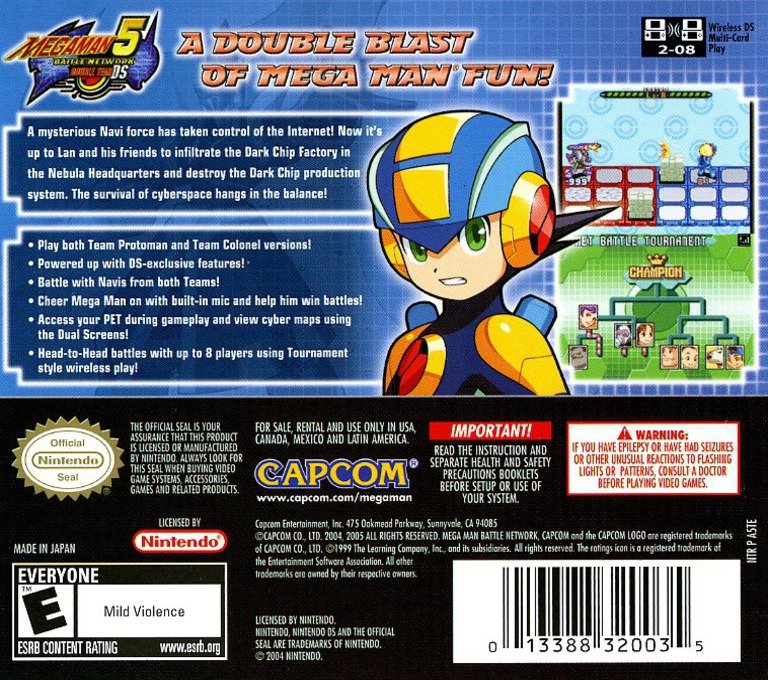 MEGAMAN 5
BATTLE NETWORK
DOUBLE TEAM DS
A DOUBLE BLAST
OF MEGA MAN® FUN!
2-08
Wireless DS
Multi-Card
Play
A mysterious Navi force has taken control of the Internet! Now it's
up to Lan and his friends to infiltrate the Dark Chip Factory in
the Nebula Headquarters and destroy the Dark Chip production
system. The survival of cyberspace hangs in the balance!
• Play both Team Protoman and Team Colonel versions!
• Powered up with DS-exclusive features!
• Battle with Navis from both Teams!
• Cheer Mega Man on with built-in mic and help him win battles!
• Access your PET during gameplay and view cyber maps using
the Dual Screens!
• Head-to-Head battles with up to 8 players using Tournament
style wireless play!
999
ET BATTLE TOURNAMENT
CHAMPION
Official
Nintendo
Seal
THE OFFICIAL SEAL IS YOUR
ASSURANCE THAT THIS PRODUCT
IS LICENSED OR MANUFACTURED
BY NINTENDO. ALWAYS LOOK FOR
THIS SEAL WHEN BUYING VIDEO
GAME SYSTEMS, ACCESSORIES,
GAMES AND RELATED PRODUCTS.
FOR SALE, RENTAL AND USE ONLY IN USA,
CANADA, MEXICO AND LATIN AMERICA.
CAPCOM®
www.capcom.com/megaman
IMPORTANT!
READ THE INSTRUCTION AND
SEPARATE HEALTH AND SAFETY
PRECAUTIONS BOOKLETS
BEFORE SETUP OR USE OF
YOUR SYSTEM.
WARNING:
IF YOU HAVE EPILEPSY OR HAVE HAD SEIZURES
OR OTHER UNUSUAL REACTIONS TO FLASHING
LIGHTS OR PATTERNS, CONSULT A DOCTOR
BEFORE PLAYING VIDEO GAMES.
MADE IN JAPAN
LICENSED BY
Nintendo®
Capcom Entertainment, Inc. 475 Oakmead Parkway, Sunnyvale, CA 94085
©CAPCOM CO., LTD. 2004, 2005 ALL RIGHTS RESERVED. MEGA MAN BATTLE NETWORK, CAPCOM and the CAPCOM LOGO are registered trademarks
of CAPCOM CO., LTD. ©1999 The Learning Company, Inc., and its subsidiaries. All rights reserved. The ratings icon is a registered trademark of
the Entertainment Software Association. All other
trademarks are owned by their respective owners.
NTR P A5TE
EVERYONE
E
TM
Mild Violence
ESRB CONTENT RATING www.esrb.org
LICENSED BY NINTENDO.
NINTENDO, NINTENDO DS AND THE OFFICIAL
SEAL ARE TRADEMARKS OF NINTENDO.
© 2004 NINTENDO.
0 13388 32003 5